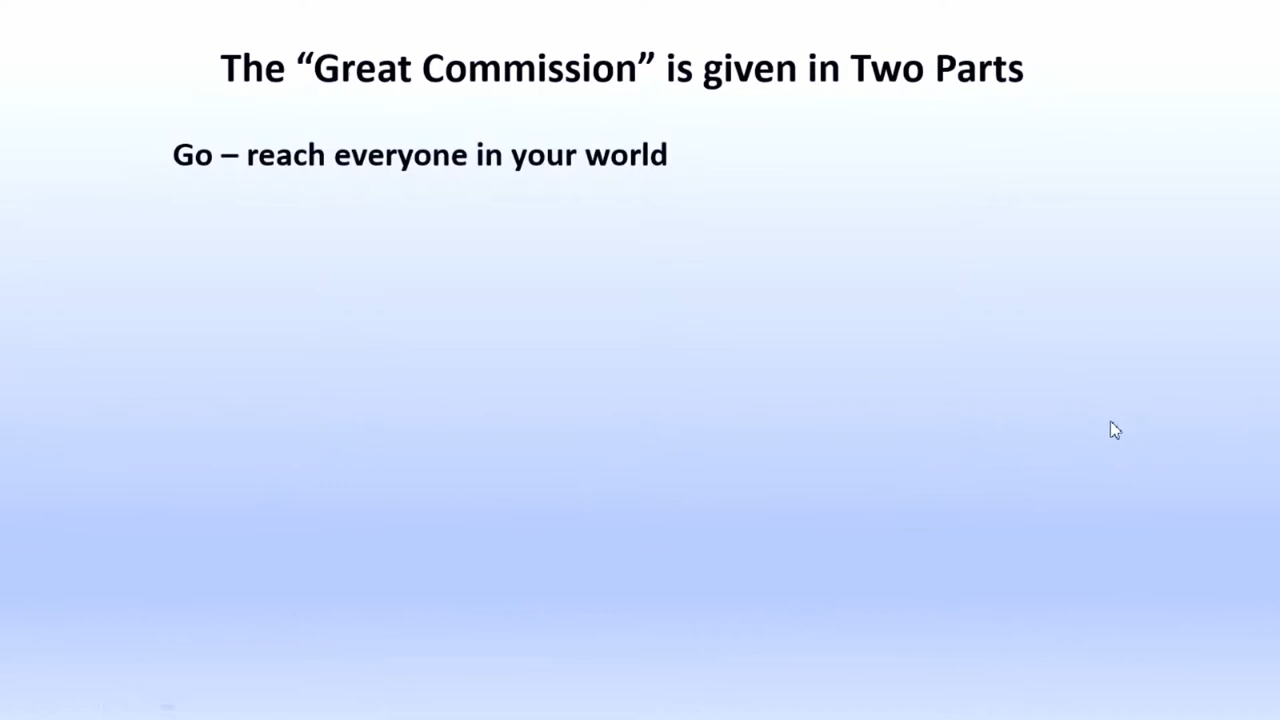 The “Great Commission” is given in Two Parts
Go – reach everyone in your world